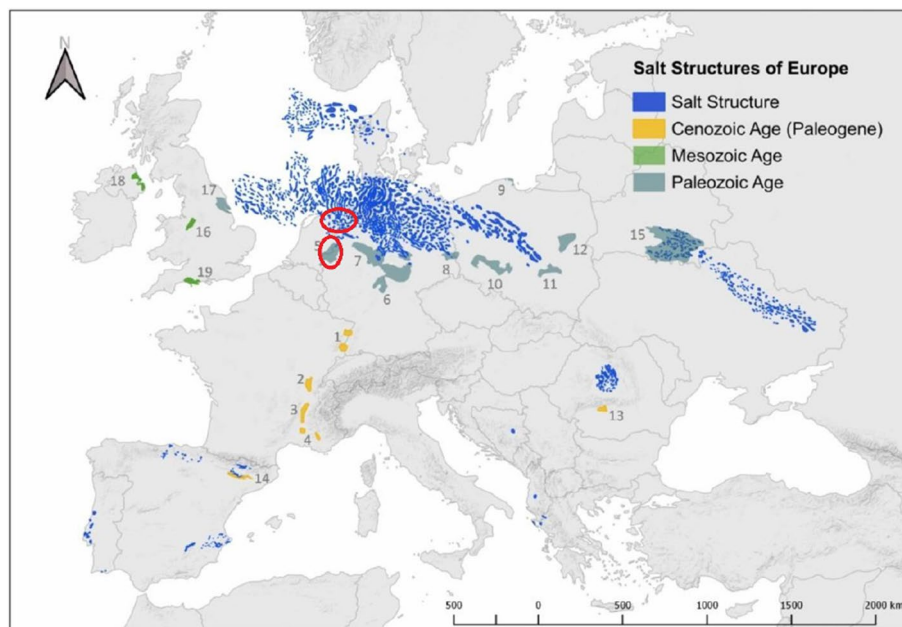 N
Salt Structures of Europe
Salt Structure
Cenozoic Age (Paleogene)
Mesozoic Age
Paleozoic Age
18
17
9
16
12
15
5
7
8
19
10
11
6
1
2
3
13
4
14
500 0 500 1000 1500 2000 km